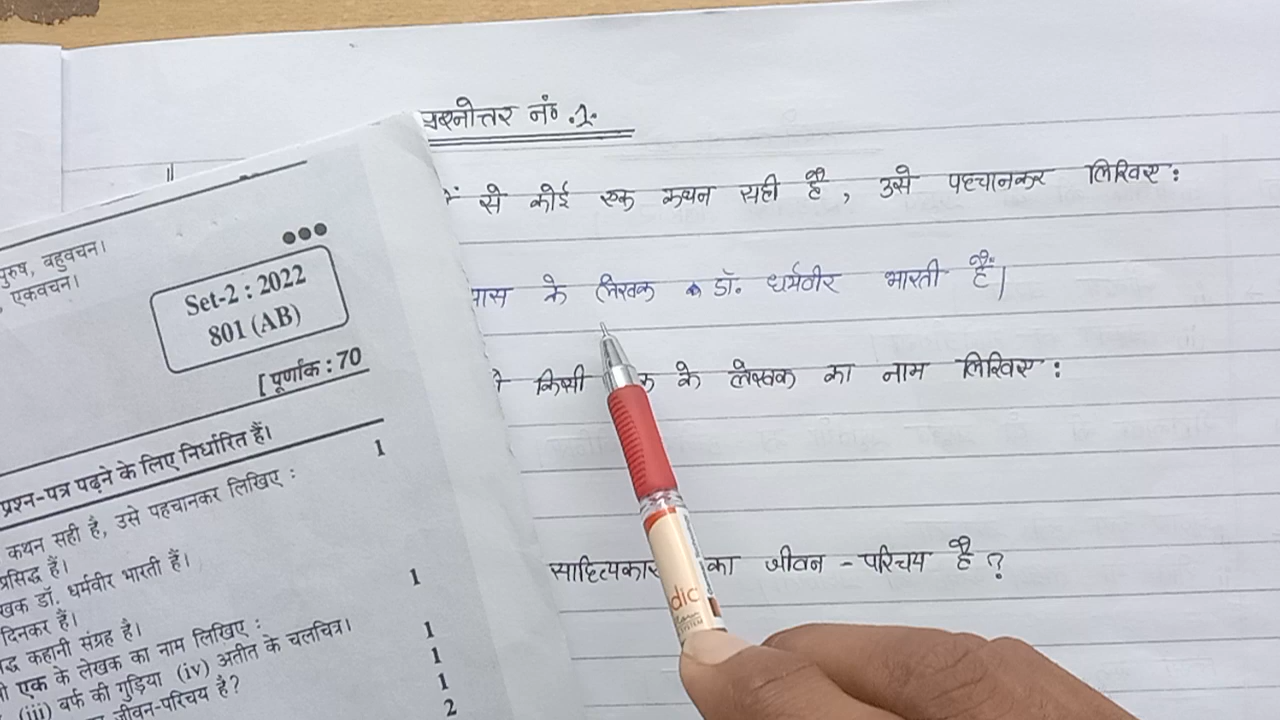 प्रश्नोत्तर नं० .1.
से कोई एक कथन सही है , उसे पहचानकर लिखिए :
के लेखक डॉ. धर्मवीर भारती हैं।
किसी के लेखक का नाम लिखिए :
साहित्यकार का जीवन - परिचय है ?
पुरुष, बहुवचन।
एकवचन।
Set-2 : 2022
801 (AB)
[ पूर्णांक : 70
प्रश्न-पत्र पढ़ने के लिए निर्धारित हैं।
कथन सही है, उसे पहचानकर लिखिए : 1
प्रसिद्ध हैं।
डॉ. धर्मवीर भारती हैं।
दिनकर हैं।
कहानी संग्रह है। 1
एक के लेखक का नाम लिखिए :
(iii) बर्फ की गुड़िया (iv) अतीत के चलचित्र। 1
जीवन-परिचय है? 1
2
dic